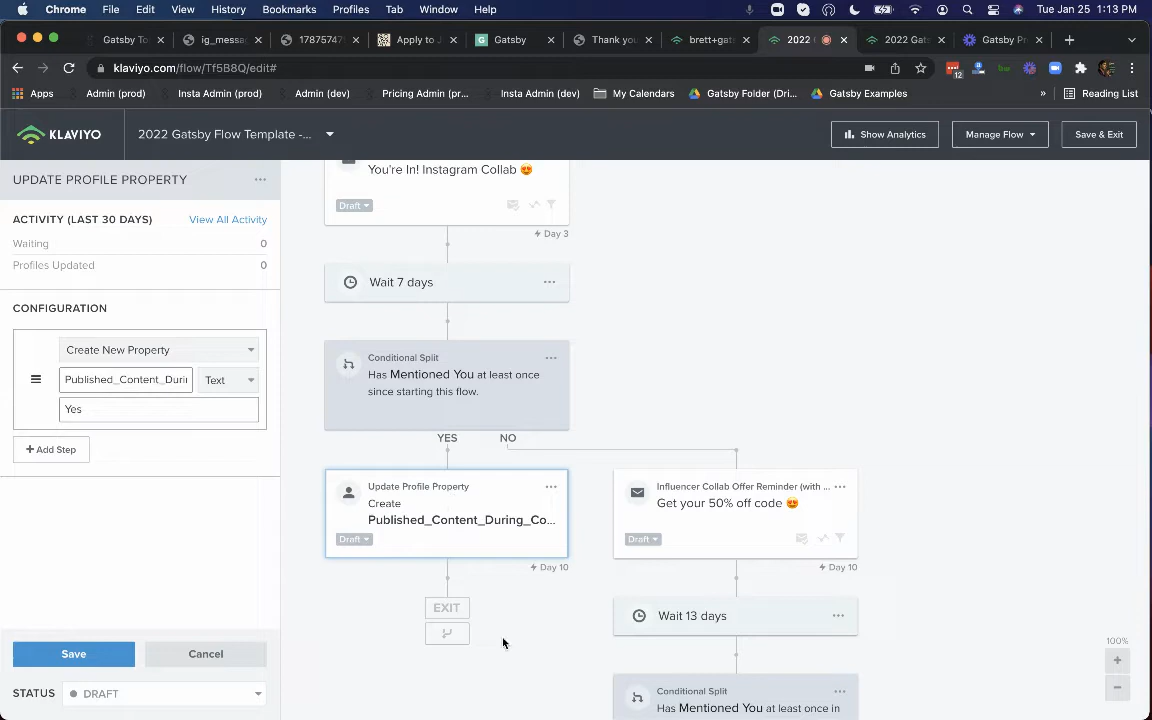 Chrome File Edit View History Bookmarks Profiles Tab Window Help Tue Jan 25 1:13 PM
Gatsby To ig_messa 1787574 Apply to Gatsby Thank you brett+gat 2022 2022 Gat Gatsby Pr
klaviyo.com/flow/Tf5B8Q/edit#
12
Apps Admin (prod) Insta Admin (prod) Admin (dev) Pricing Admin (pr... Insta Admin (dev) My Calendars Gatsby Folder (Dri... Gatsby Examples » Reading List
KLAVIYO 2022 Gatsby Flow Template -... Show Analytics Manage Flow Save & Exit
UPDATE PROFILE PROPERTY
ACTIVITY (LAST 30 DAYS) View All Activity
Waiting 0
Profiles Updated 0
CONFIGURATION
Create New Property
Published_Content_Duri Text
Yes
+ Add Step
Save Cancel
STATUS DRAFT
You're In! Instagram Collab 😍
Draft
Day 3
Wait 7 days
Conditional Split
Has Mentioned You at least once
since starting this flow.
YES NO
Update Profile Property
Create
Published_Content_During_Co...
Draft
Day 10
EXIT
Influencer Collab Offer Reminder (with ...
Get your 50% off code 😍
Draft
Day 10
Wait 13 days
Conditional Split
Has Mentioned You at least once in
100%
+
−